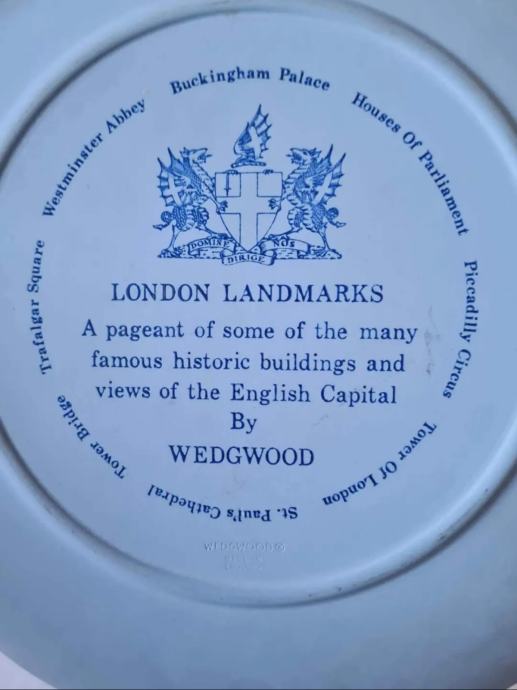 Buckingham Palace
Houses Of Parliament
Piccadilly Circus
Tower Of London
St. Paul's Cathedral
Tower Bridge
Trafalgar Square
Westminster Abbey
DOMINE NOS
DIRIGE
LONDON LANDMARKS
A pageant of some of the many
famous historic buildings and
views of the English Capital
By
WEDGWOOD
WEDGWOOD®